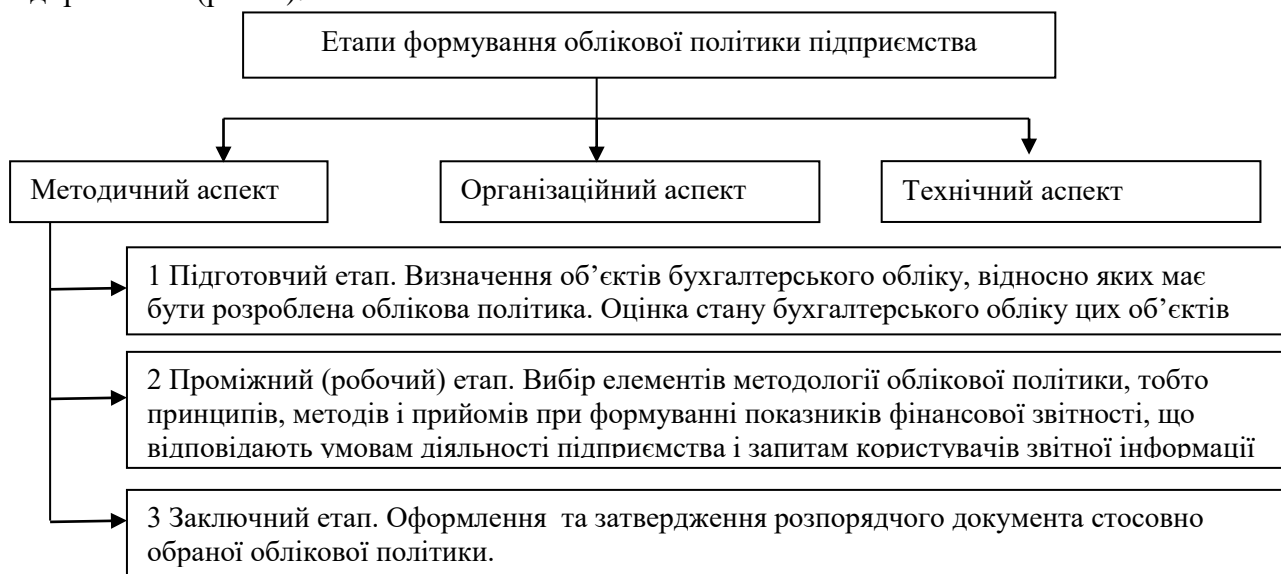 Етапи формування облікової політики підприємства
Методичний аспект
Організаційний аспект
Технічний аспект
1 Підготовчий етап. Визначення об’єктів бухгалтерського обліку, відносно яких має
бути розроблена облікова політика. Оцінка стану бухгалтерського обліку цих об’єктів
2 Проміжний (робочий) етап. Вибір елементів методології облікової політики, тобто
принципів, методів і прийомів при формуванні показників фінансової звітності, що
відповідають умовам діяльності підприємства і запитам користувачів звітної інформації
3 Заключний етап. Оформлення та затвердження розпорядчого документа стосовно
обраної облікової політики.